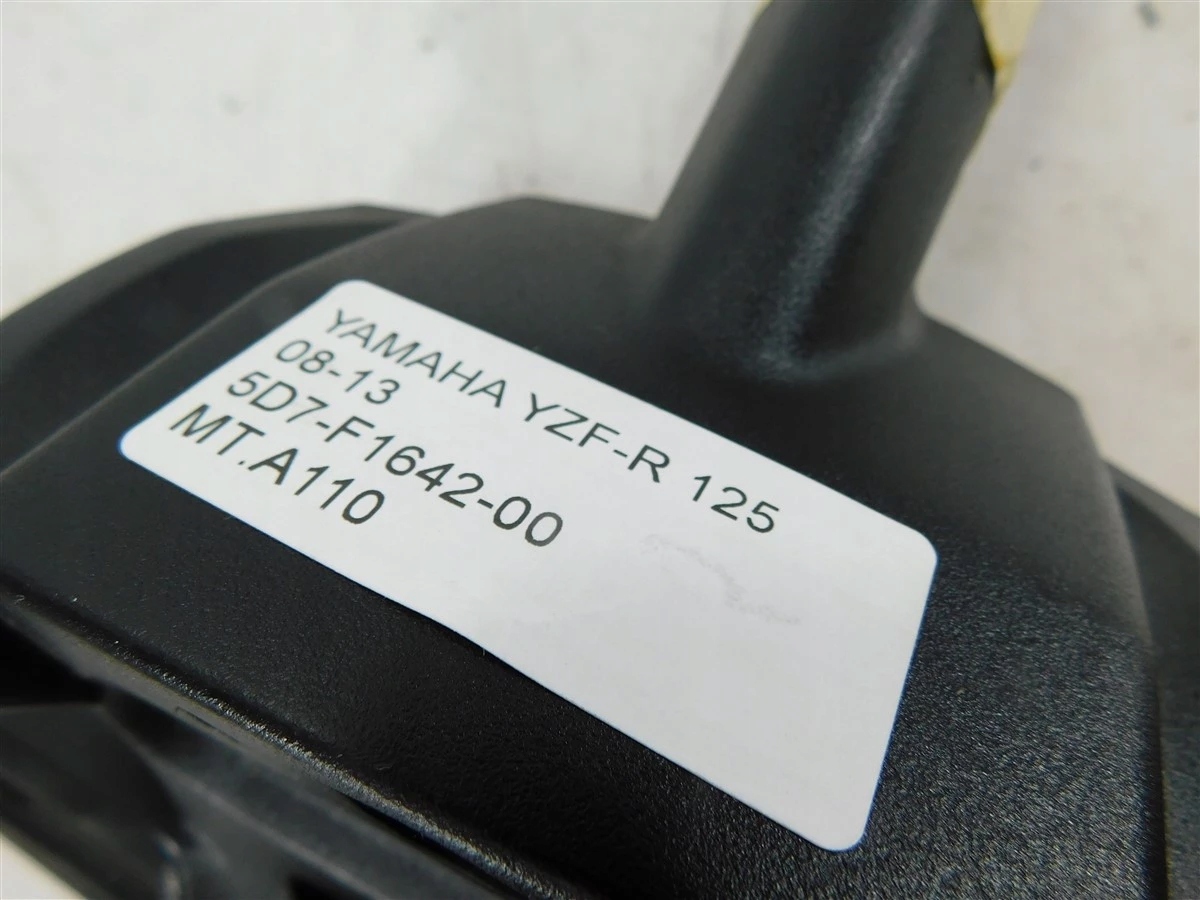 YAMAHA YZF-R 125
08-13
5D7-F1642-00
MT.A110